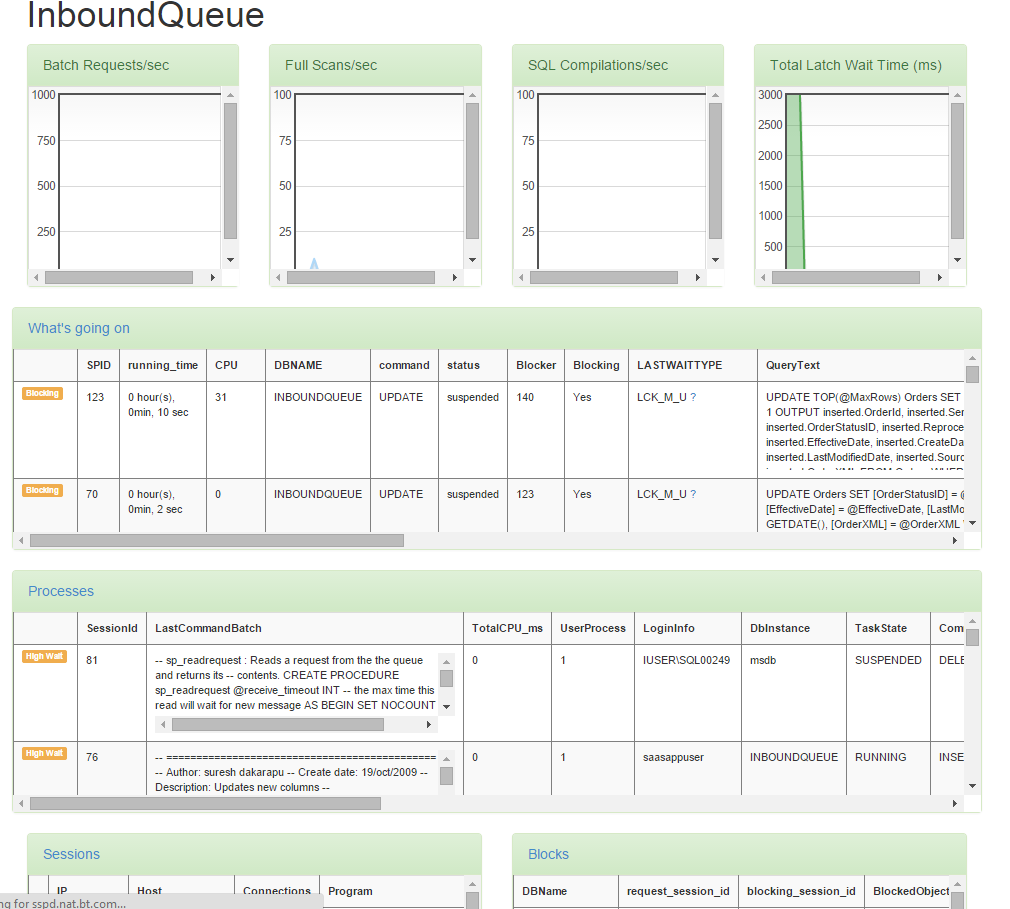 InboundQueue
Batch Requests/sec
1000
750
500
250
Full Scans/sec
100
75
50
25
SQL Compilations/sec
100
75
50
25
Total Latch Wait Time (ms)
3000
2500
2000
1500
1000
500
What's going on
SPID running_time CPU DBNAME command status Blocker Blocking LASTWAITTYPE QueryText
Blocking 123 0 hour(s), 31 INBOUNDQUEUE UPDATE suspended 140 Yes LCK_M_U ? UPDATE TOP(@MaxRows) Orders SET
0min, 10 sec 1 OUTPUT inserted.OrderId, inserted.Ser
inserted.OrderStatusID, inserted.Reproce
inserted.EffectiveDate, inserted.CreateDa
inserted.LastModifiedDate, inserted.Sourc
Blocking 70 0 hour(s), 0 INBOUNDQUEUE UPDATE suspended 123 Yes LCK_M_U ? UPDATE Orders SET [OrderStatusID] = @
0min, 2 sec [EffectiveDate] = @EffectiveDate, [LastMo
GETDATE(), [OrderXML] = @OrderXML
Processes
SessionId LastCommandBatch TotalCPU_ms UserProcess LoginInfo DbInstance TaskState Com
High Wait 81 -- sp_readrequest : Reads a request from the the queue 0 1 IUSER\SQL00249 msdb SUSPENDED DELE
and returns its -- contents. CREATE PROCEDURE
sp_readrequest @receive_timeout INT -- the max time this
read will wait for new message AS BEGIN SET NOCOUNT
High Wait 76 -- ============================================= 0 1 saasappuser INBOUNDQUEUE RUNNING INSE
-- Author: suresh dakarapu -- Create date: 19/oct/2009 --
Description: Updates new columns --
Sessions
IP Host Connections Program
Blocks
DBName request_session_id blocking_session_id BlockedObject
ng for sspd.nat.bt.com...